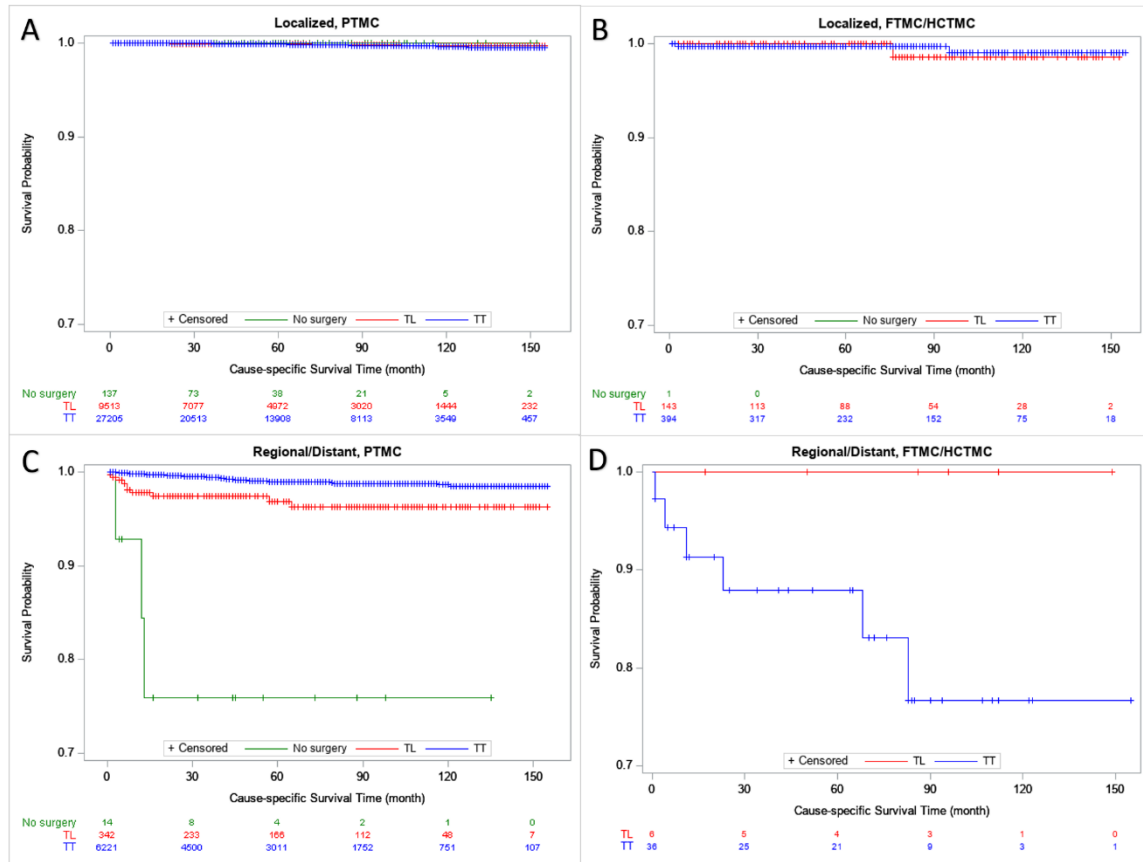 A
Localized, PTMC
1.0
0.9
0.8
0.7
Survival Probability
+ Censored No surgery TL TT
0 30 60 90 120 150
Cause-specific Survival Time (month)
No surgery 137 73 38 21 5 2
TL 9513 7077 4972 3020 1444 232
TT 27205 20513 13908 8113 3549 457
B
Localized, FTMC/HCTMC
1.0
0.9
0.8
0.7
Survival Probability
+ Censored No surgery TL TT
0 30 60 90 120 150
Cause-specific Survival Time (month)
No surgery 1 0
TL 143 113 88 54 28 2
TT 394 317 232 152 75 18
C
Regional/Distant, PTMC
1.0
0.9
0.8
0.7
Survival Probability
+ Censored No surgery TL TT
0 30 60 90 120 150
Cause-specific Survival Time (month)
No surgery 14 8 4 2 1 0
TL 342 233 166 112 48 7
TT 6221 4500 3011 1752 751 107
D
Regional/Distant, FTMC/HCTMC
1.0
0.9
0.8
0.7
Survival Probability
+ Censored TL TT
0 30 60 90 120 150
Cause-specific Survival Time (month)
TL 6 5 4 3 1 0
TT 36 25 21 9 3 1